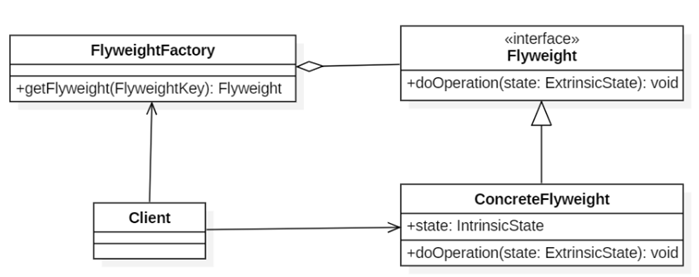 FlyweightFactory
+getFlyweight(FlyweightKey): Flyweight
«interface»
Flyweight
+doOperation(state: ExtrinsicState): void
Client
ConcreteFlyweight
+state: IntrinsicState
+doOperation(state: ExtrinsicState): void